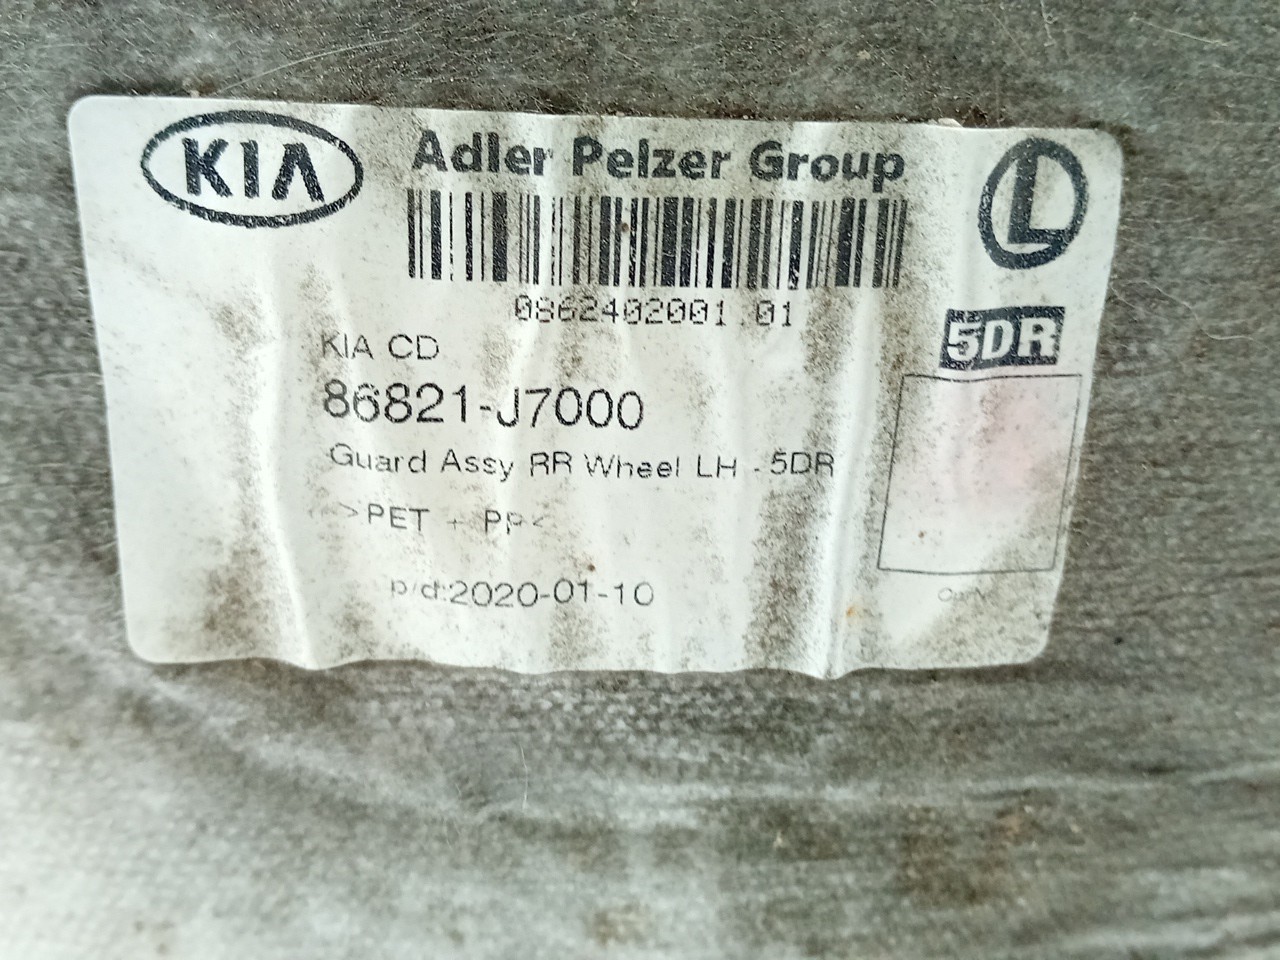 KIA
Adler Pelzer Group
L
0862402001.01
5DR
KIA CD
86821-J7000
Guard Assy RR Wheel LH - 5DR
>PET + PP<
p/d:2020-01-10